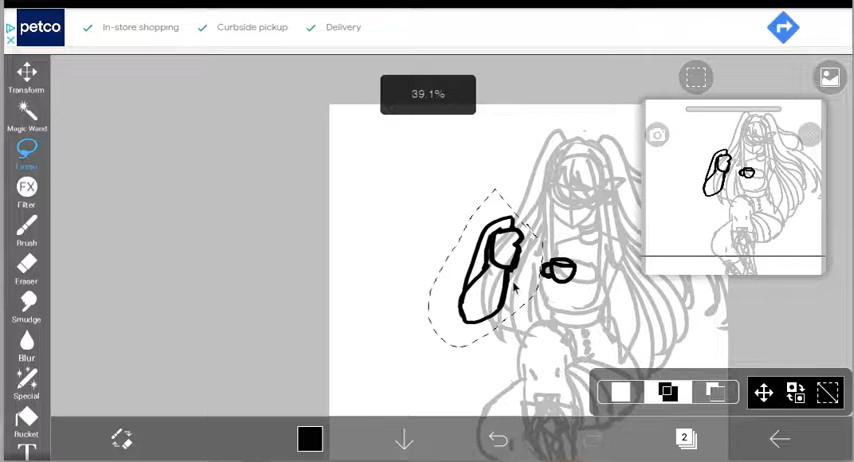 petco
In-store shopping
Curbside pickup
Delivery
39.1%
Transform
Magic Wand
Lasso
FX
Filter
Brush
Eraser
Smudge
Blur
Special
Bucket
T
2